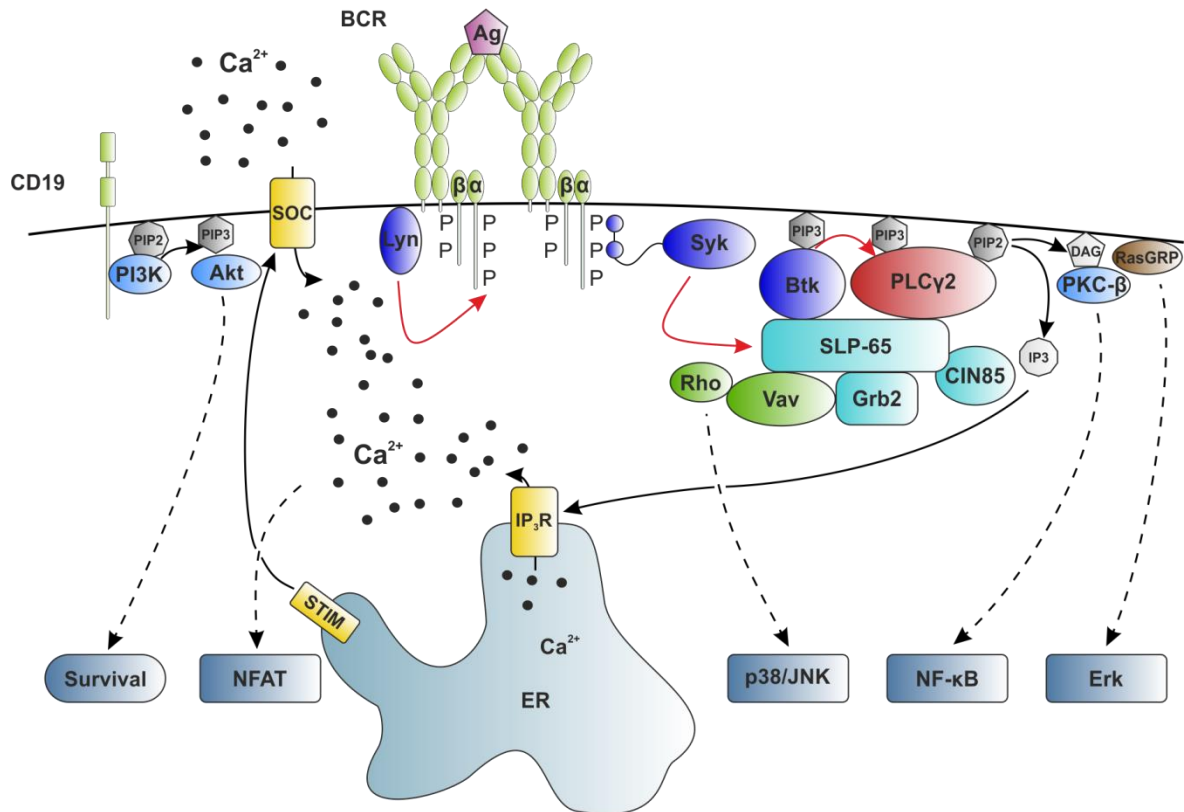 BCR
Ag
Ca2+
CD19
β α
β α
SOC
PIP2
PIP3
PI3K
Akt
Lyn
P
P
P
P
P
P
P
P
P
P
P
Syk
PIP3
PIP3
PIP2
DAG
RasGRP
Btk
PLCγ2
PKC-β
SLP-65
IP3
CIN85
Rho
Vav
Grb2
Ca2+
IP3R
STIM
Ca2+
ER
Survival
NFAT
p38/JNK
NF-κB
Erk